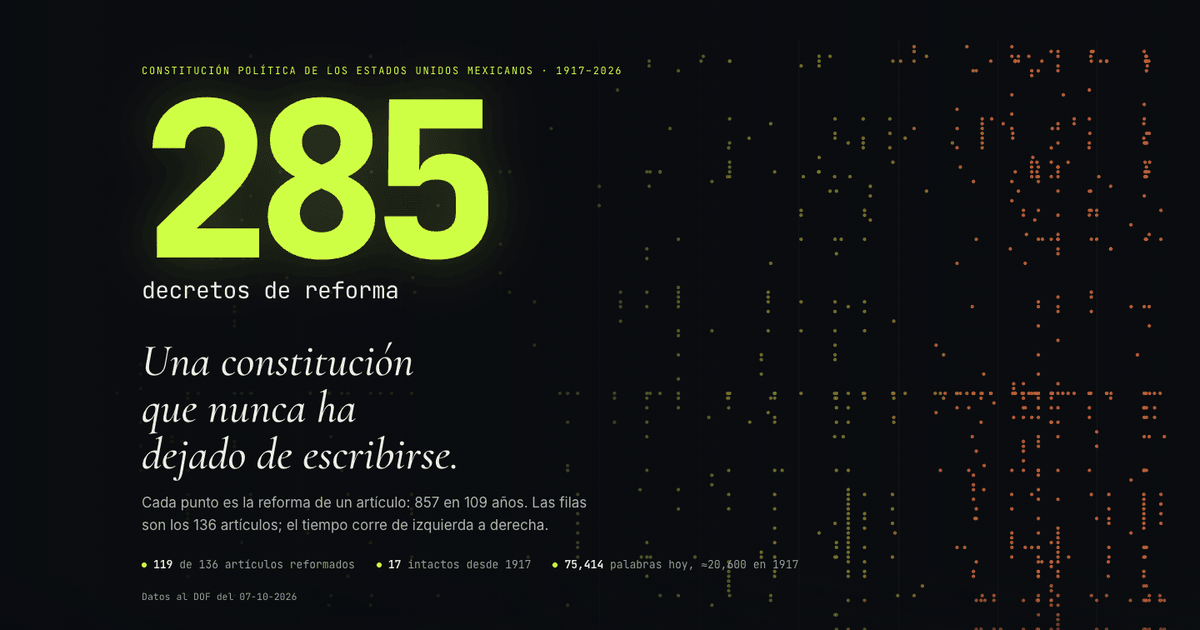 CONSTITUCIÓN POLÍTICA DE LOS ESTADOS UNIDOS MEXICANOS · 1917–2026
285
decretos de reforma
Una constitución
que nunca ha
dejado de escribirse.
Cada punto es la reforma de un artículo: 857 en 109 años. Las filas
son los 136 artículos; el tiempo corre de izquierda a derecha.
119 de 136 artículos reformados
17 intactos desde 1917
75,414 palabras hoy, ≈20,600 en 1917
Datos al DOF del 07-10-2026